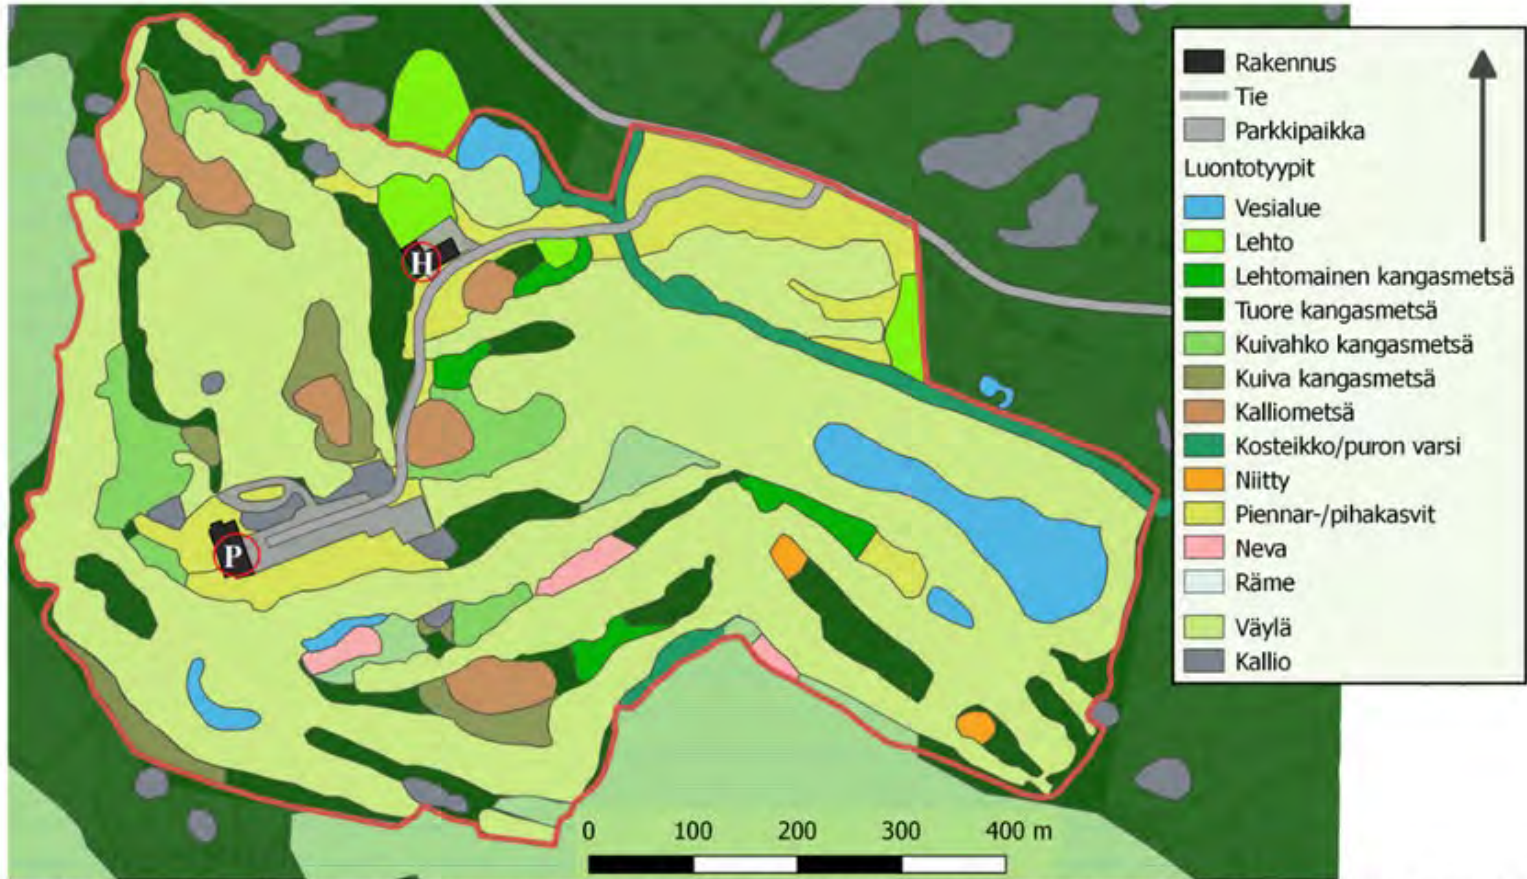 Rakennus
Tie
Parkkipaikka
Luontotyypit
Vesialue
Lehto
Lehtomainen kangasmetsä
Tuore kangasmetsä
Kuivahko kangasmetsä
Kuiva kangasmetsä
Kalliometsä
Kosteikko/puron varsi
Niitty
Piennar-/pihakasvit
Neva
Räme
Väylä
Kallio
H
P
0 100 200 300 400 m